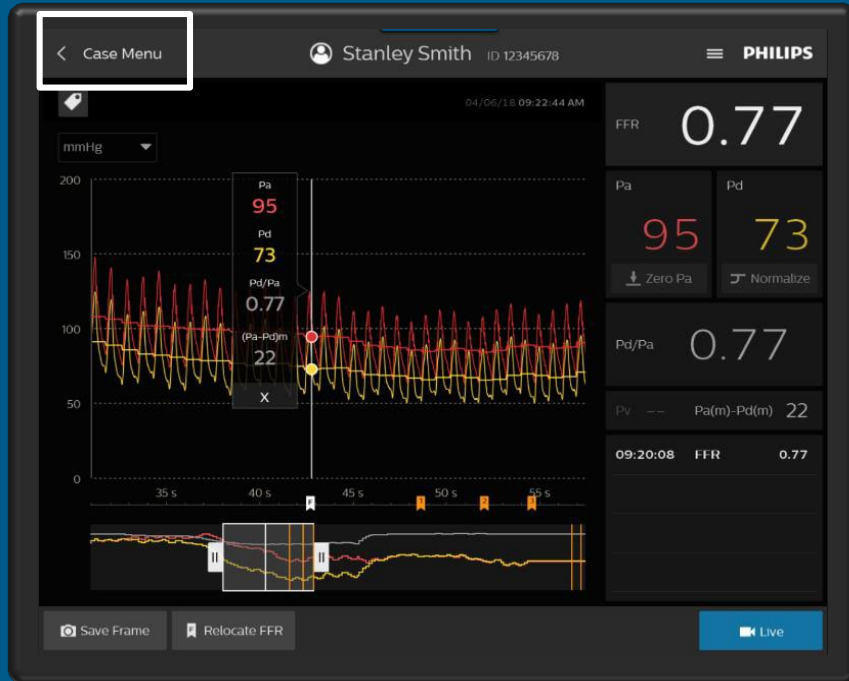 Case Menu
Stanley Smith ID 12345678
PHILIPS
04/06/18 09:22:44 AM
mmHg
200
150
100
50
0
Pa
95
Pd
73
Pd/Pa
0.77
(Pa-Pd)m
22
X
35 s 40 s 45 s 50 s 55 s
F 1 2 3
FFR 0.77
Pa Pd
95 73
Zero Pa Normalize
Pd/Pa 0.77
Pv -- Pa(m)-Pd(m) 22
09:20:08 FFR 0.77
Save Frame
F Relocate FFR
Live